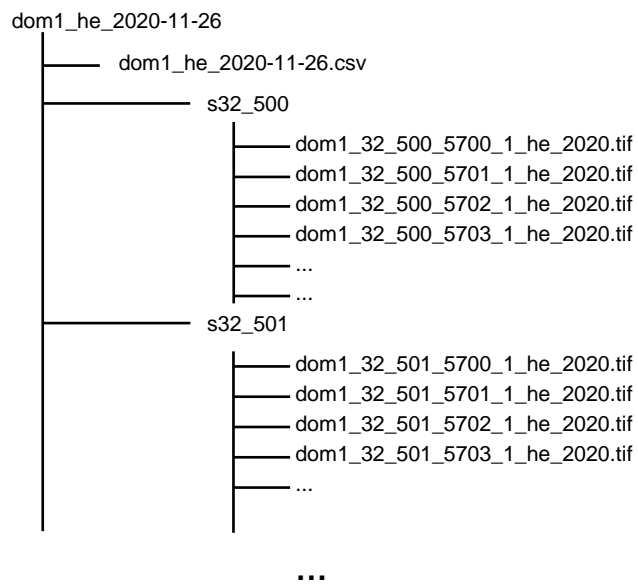 dom1_he_2020-11-26
dom1_he_2020-11-26.csv
s32_500
dom1_32_500_5700_1_he_2020.tif
dom1_32_500_5701_1_he_2020.tif
dom1_32_500_5702_1_he_2020.tif
dom1_32_500_5703_1_he_2020.tif
...
...
s32_501
dom1_32_501_5700_1_he_2020.tif
dom1_32_501_5701_1_he_2020.tif
dom1_32_501_5702_1_he_2020.tif
dom1_32_501_5703_1_he_2020.tif
...
...